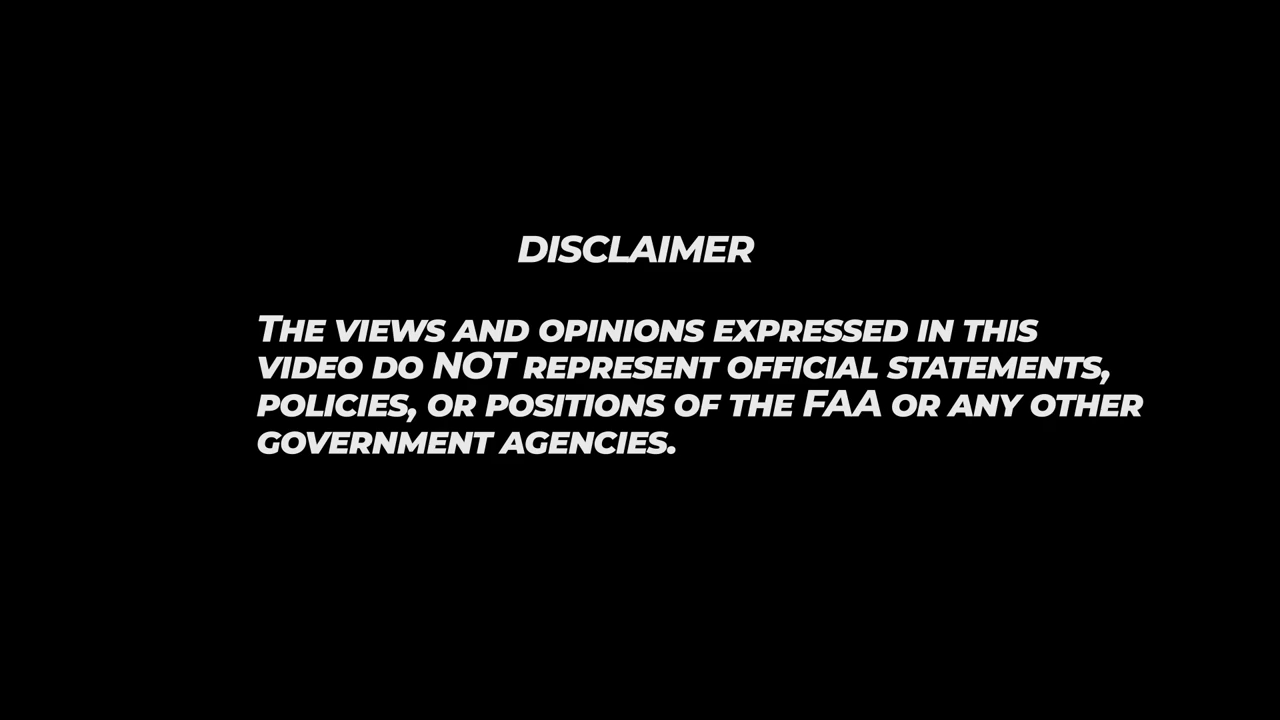 DISCLAIMER
The views and opinions expressed in this
video do NOT represent official statements,
policies, or positions of the FAA or any other
government agencies.